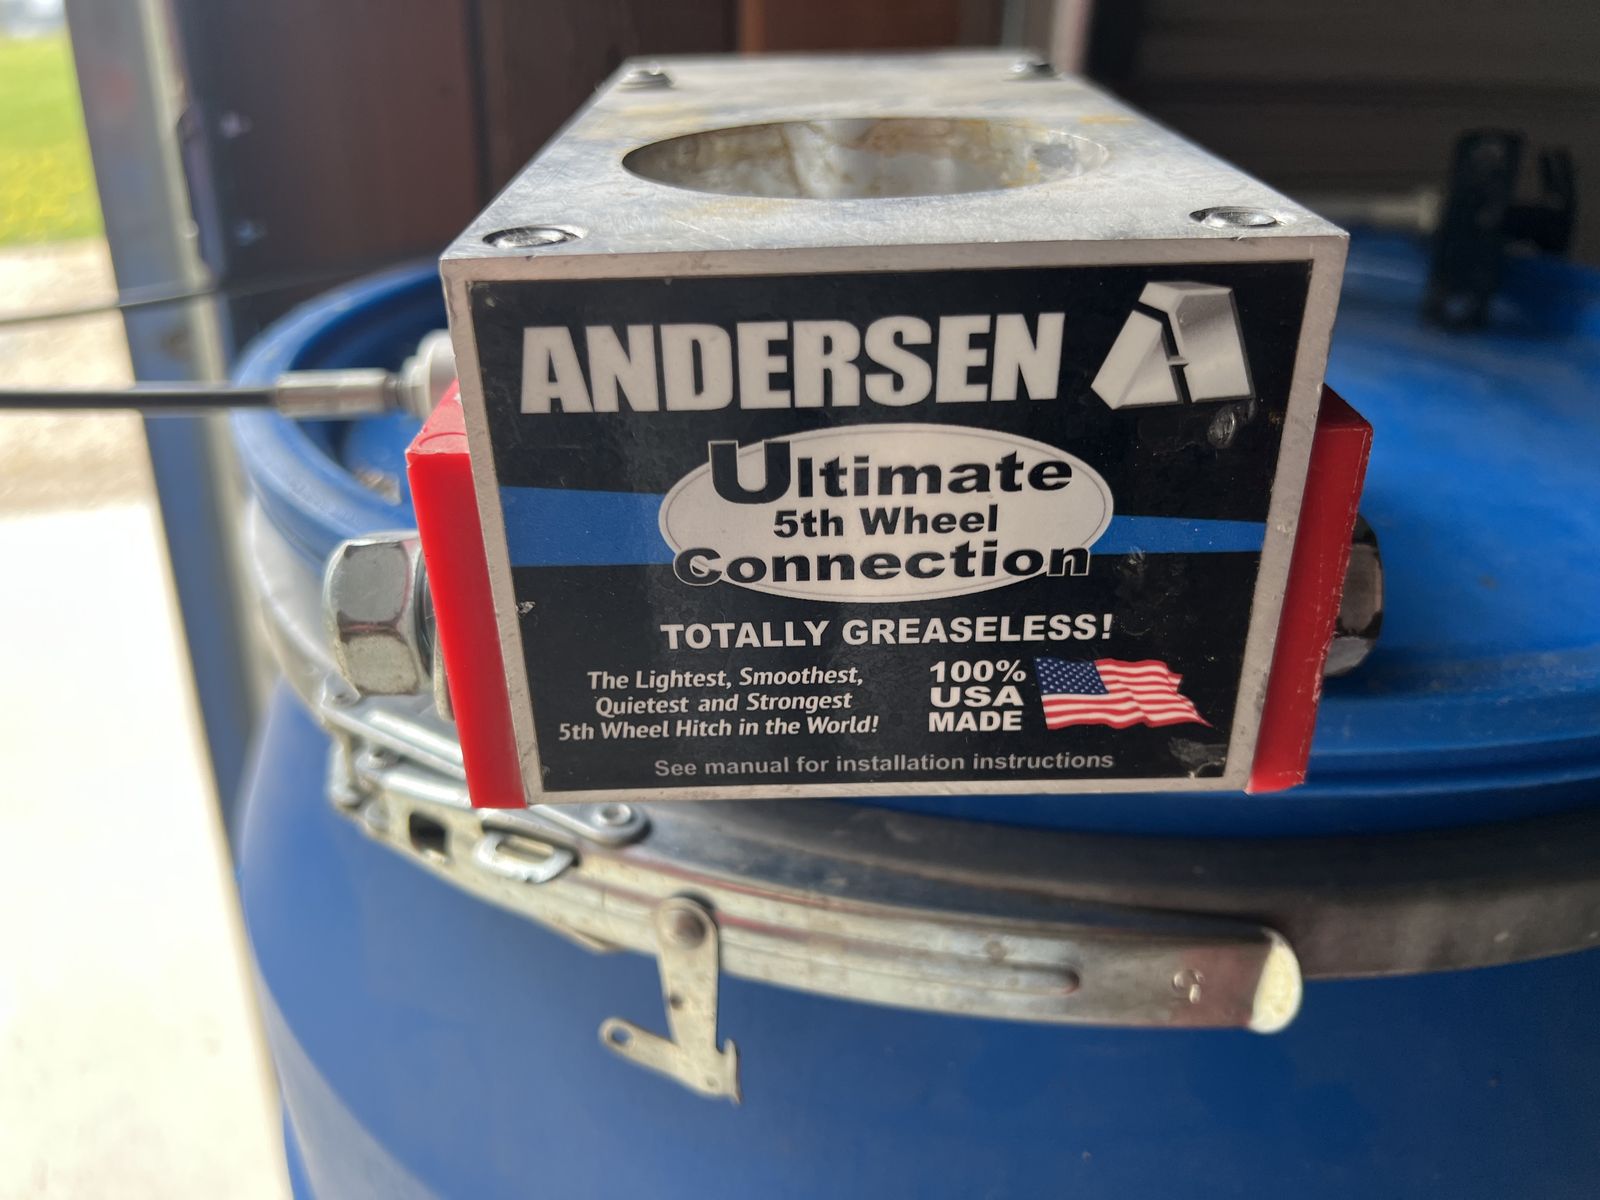 ANDERSEN
Ultimate
5th Wheel
Connection
TOTALLY GREASELESS!
The Lightest, Smoothest,
Quietest and Strongest
5th Wheel Hitch in the World!
100%
USA
MADE
See manual for installation instructions